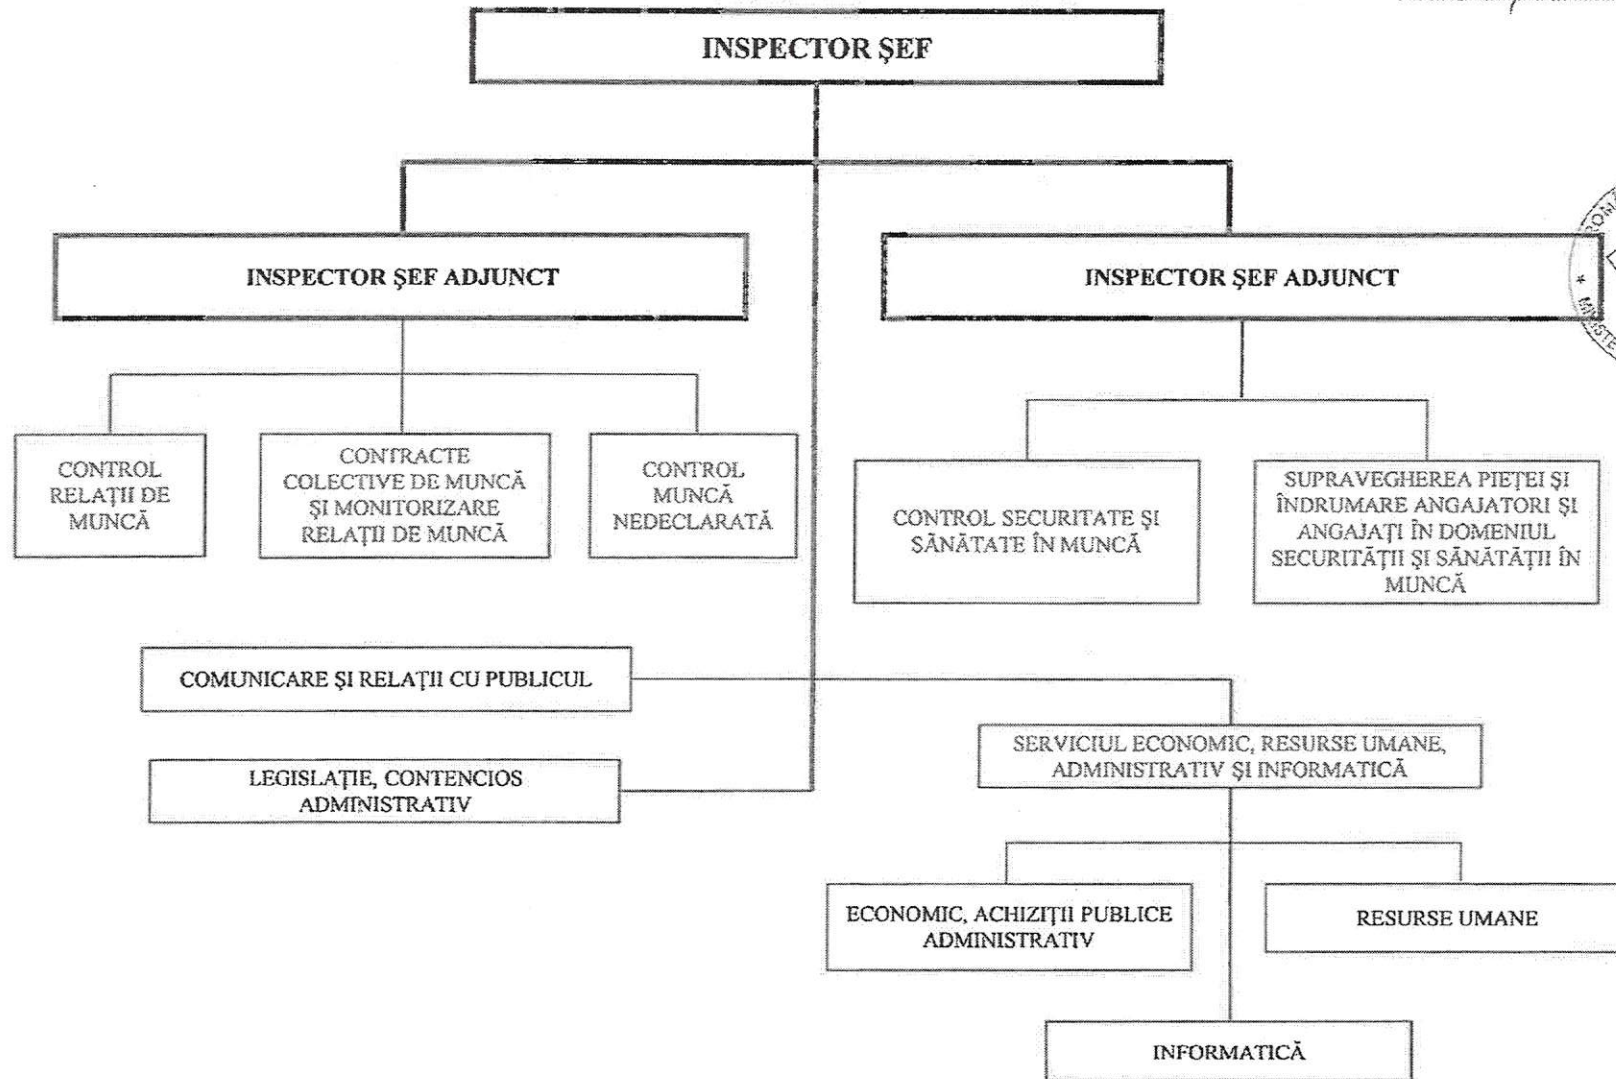 INSPECTOR ŞEF
INSPECTOR ŞEF ADJUNCT
INSPECTOR ŞEF ADJUNCT
CONTROL
RELAŢII DE
MUNCĂ
CONTRACTE
COLECTIVE DE MUNCĂ
ŞI MONITORIZARE
RELAŢII DE MUNCĂ
CONTROL
MUNCĂ
NEDECLARATĂ
CONTROL SECURITATE ŞI
SĂNĂTATE ÎN MUNCĂ
SUPRAVEGHEREA PIEŢEI ŞI
ÎNDRUMARE ANGAJATORI ŞI
ANGAJAŢI ÎN DOMENIUL
SECURITĂŢII ŞI SĂNĂTĂŢII ÎN
MUNCĂ
COMUNICARE ŞI RELAŢII CU PUBLICUL
LEGISLAŢIE, CONTENCIOS
ADMINISTRATIV
SERVICIUL ECONOMIC, RESURSE UMANE,
ADMINISTRATIV ŞI INFORMATICĂ
ECONOMIC, ACHIZIŢII PUBLICE
ADMINISTRATIV
RESURSE UMANE
INFORMATICĂ